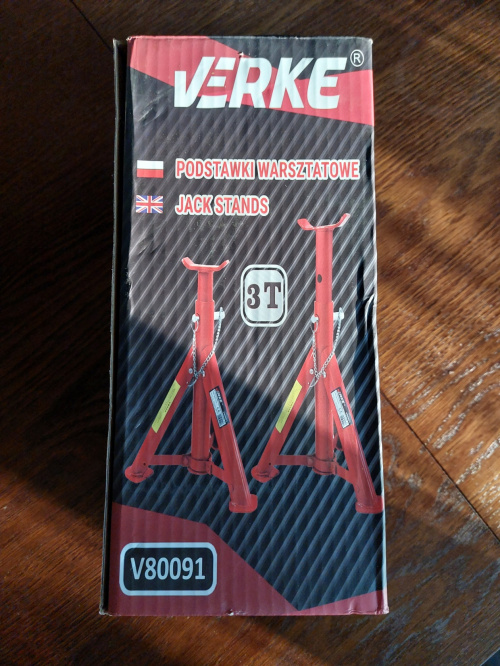 VERKE®
PODSTAWKI WARSZTATOWE
JACK STANDS
3T
V80091